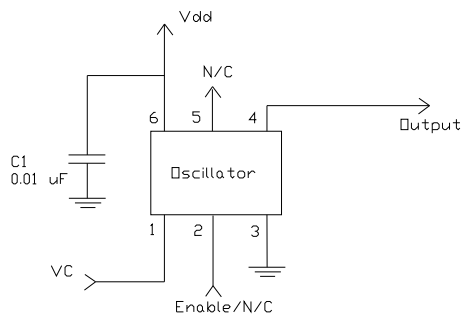 Vdd
N/C
6
5
4
Output
C1
0.01 uF
Oscillator
1
2
3
VC
Enable/N/C